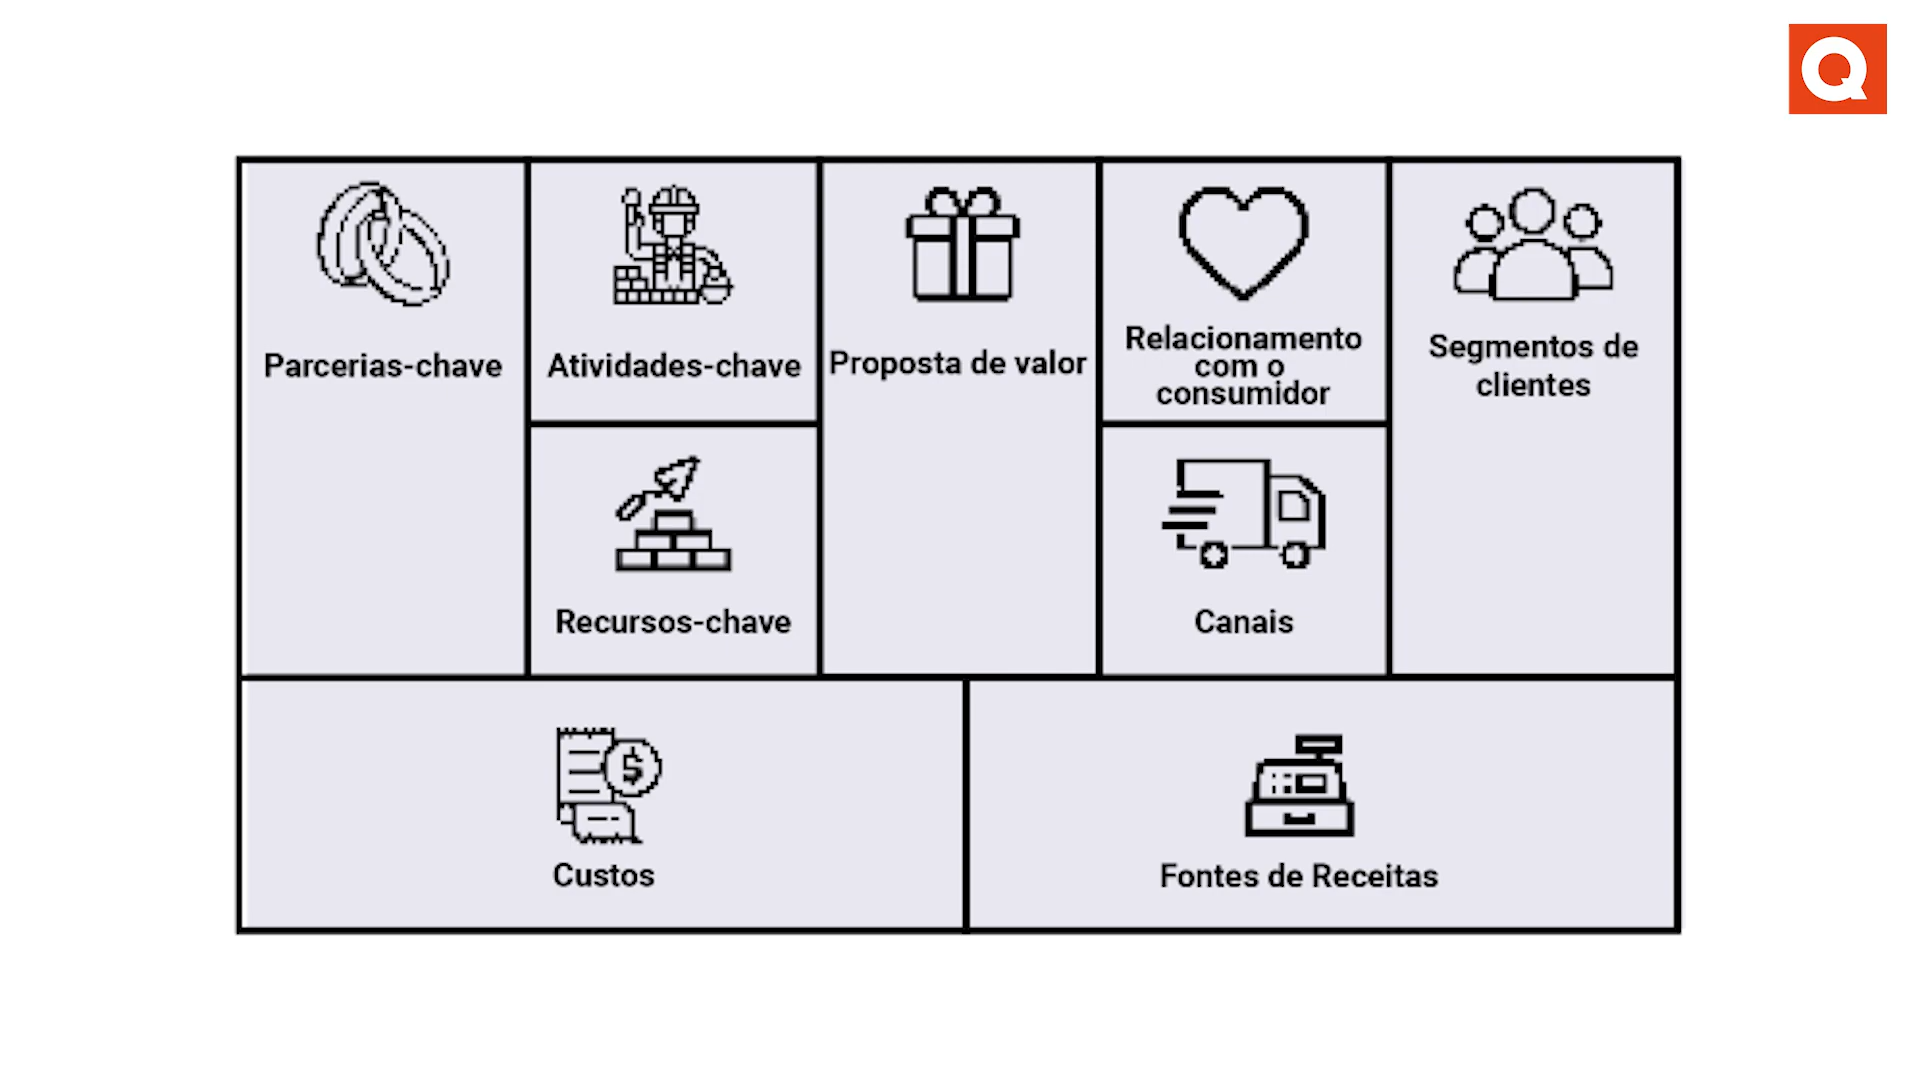 Q
Parcerias-chave
Atividades-chave
Proposta de valor
Relacionamento
com o
consumidor
Segmentos de
clientes
Recursos-chave
Canais
$
Custos
Fontes de Receitas